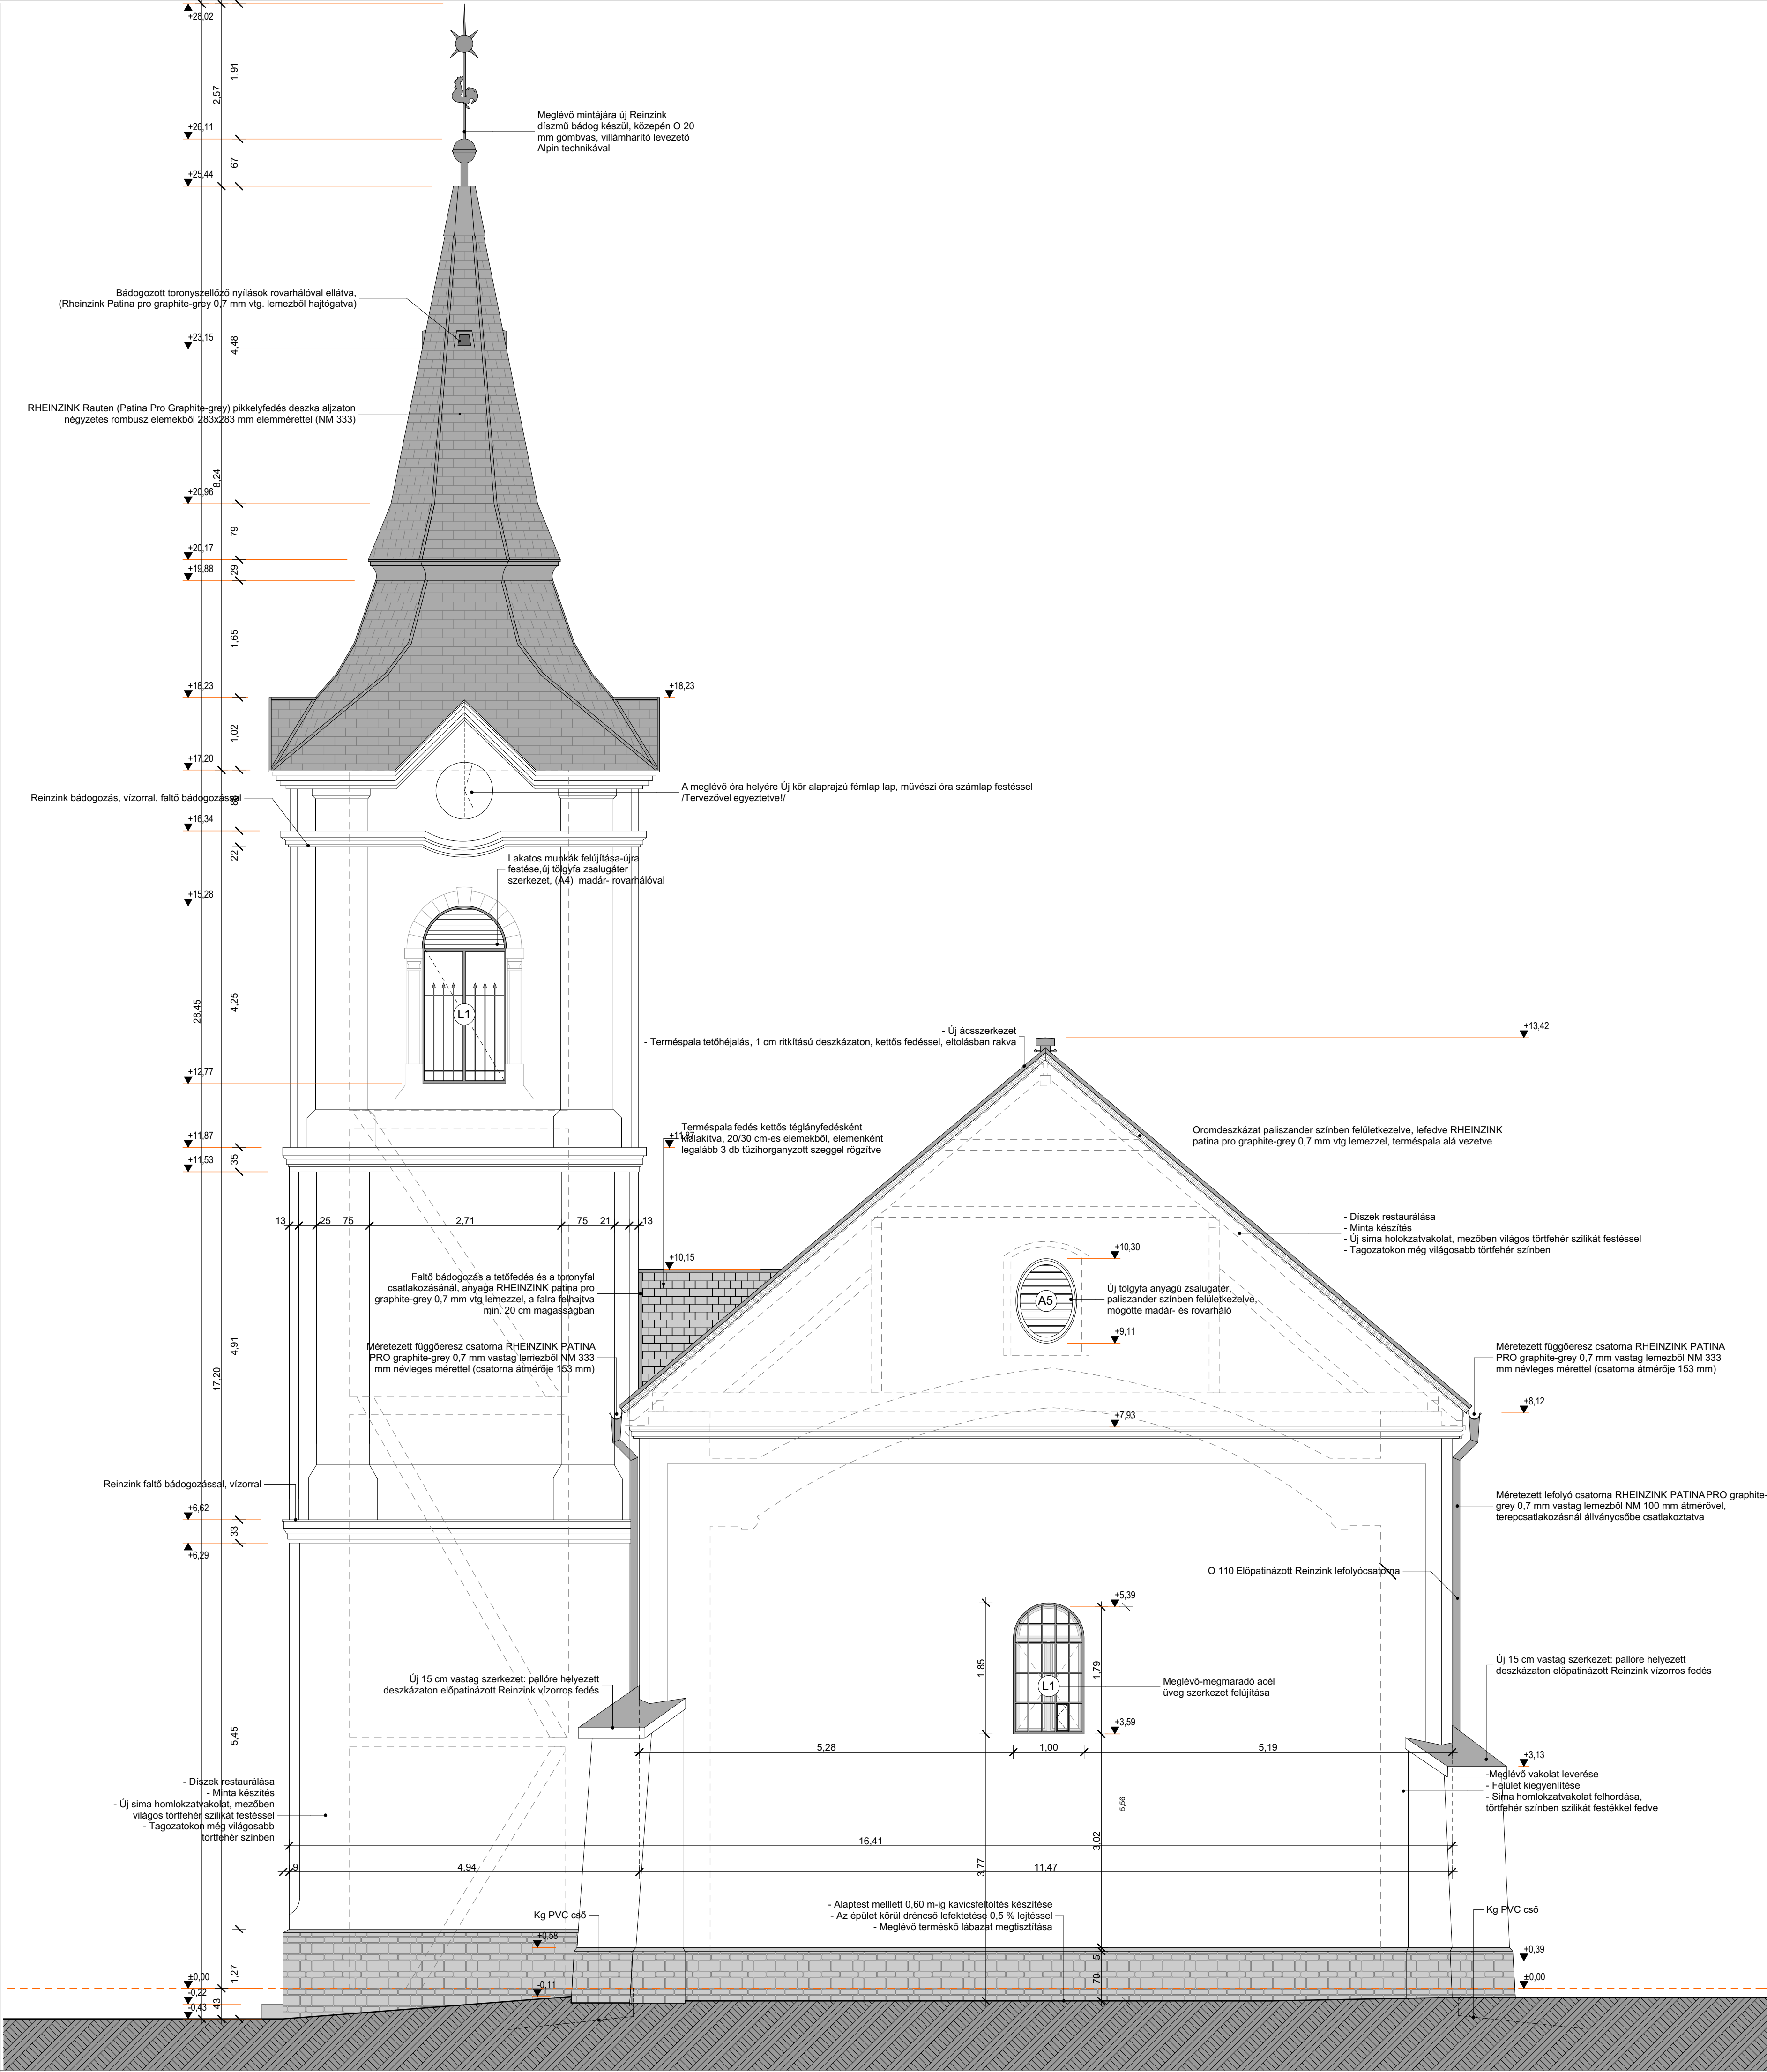 +28,02
1,91
2,57
Meglévő mintájára új Reinzink
díszmű bádog készül, közepén O 20
mm gömbvas, villámhárító levezető
Alpin technikával
+26,11
67
+25,44
Bádogozott toronyszellőző nyílások rovarhálóval ellátva,
(Rheinzink Patina pro graphite-grey 0,7 mm vtg. lemezből hajtógatva)
+23,15
4,48
RHEINZINK Rauten (Patina Pro Graphite-grey) pikkelyfedés deszka aljzaton
négyzetes rombusz elemekből 283x283 mm elemmérettel (NM 333)
8,24
+20,96
79
+20,17
29
+19,88
1,65
+18,23
+18,23
1,02
+17,20
A meglévő óra helyére Új kör alaprajzú fémlap lap, művészi óra számlap festéssel
/Tervezővel egyeztetve!/
Reinzink bádogozás, vízorral, faltő bádogozással
86
+16,34
22
Lakatos munkák felújítása-újra
festése,új tölgyfa zsalugáter
szerkezet, (A4) madár- rovarhálóval
+15,28
28,45
4,25
L1
- Új ácsszerkezet
- Terméspala tetőhéjalás, 1 cm ritkítású deszkázaton, kettős fedéssel, eltolásban rakva
+13,42
+12,77
Terméspala fedés kettős téglányfedésként
kialakítva, 20/30 cm-es elemekből, elemenként
legalább 3 db tűzihorganyzott szeggel rögzítve
+11,87
+11,87
Oromdeszkázat paliszander színben felületkezelve, lefedve RHEINZINK
patina pro graphite-grey 0,7 mm vtg lemezzel, terméspala alá vezetve
35
+11,53
13
25
75
2,71
75
21
13
- Díszek restaurálása
- Minta készítés
- Új sima holokzatvakolat, mezőben világos törtfehér szilikát festéssel
- Tagozatokon még világosabb törtfehér színben
+10,15
+10,30
Faltő bádogozás a tetőfedés és a toronyfal
csatlakozásánál, anyaga RHEINZINK patina pro
graphite-grey 0,7 mm vtg lemezzel, a falra felhajtva
min. 20 cm magasságban
A5
Új tölgyfa anyagú zsalugáter,
paliszander színben felületkezelve,
mögötte madár- és rovarháló
+9,11
4,91
17,20
Méretezett függőeresz csatorna RHEINZINK PATINA
PRO graphite-grey 0,7 mm vastag lemezből NM 333
mm névleges mérettel (csatorna átmérője 153 mm)
Méretezett függőeresz csatorna RHEINZINK PATINA
PRO graphite-grey 0,7 mm vastag lemezből NM 333
mm névleges mérettel (csatorna átmérője 153 mm)
+8,12
+7,93
Reinzink faltő bádogozással, vízorral
+6,62
33
+6,29
Méretezett lefolyó csatorna RHEINZINK PATINA PRO graphite-
grey 0,7 mm vastag lemezből NM 100 mm átmérővel,
terepcsatlakozásnál állványcsőbe csatlakoztatva
O 110 Előpatinázott Reinzink lefolyócsatorna
+5,39
1,85
1,79
L1
Meglévő-megmaradó acél
üveg szerkezet felújítása
Új 15 cm vastag szerkezet: pallóre helyezett
deszkázaton előpatinázott Reinzink vízorros fedés
Új 15 cm vastag szerkezet: pallóre helyezett
deszkázaton előpatinázott Reinzink vízorros fedés
+3,59
5,28
1,00
5,19
5,45
+3,13
- Díszek restaurálása
- Minta készítés
- Új sima homlokzatvakolat, mezőben
világos törtfehér szilikát festéssel
- Tagozatokon még világosabb
törtfehér színben
-Meglévő vakolat leverése
- Felület kiegyenlítése
- Sima homlokzatvakolat felhordása,
törtfehér színben szilikát festékkel fedve
5,56
16,41
3,02
9
4,94
3,77
11,47
- Alaptest melllett 0,60 m-ig kavicsfeltöltés készítése
- Az épület körül dréncső lefektetése 0,5 % lejtéssel
- Meglévő terméskő lábazat megtisztítása
Kg PVC cső
Kg PVC cső
+0,58
+0,39
5
1,27
70
±0,00
±0,00
-0,11
-0,22
43
-0,43